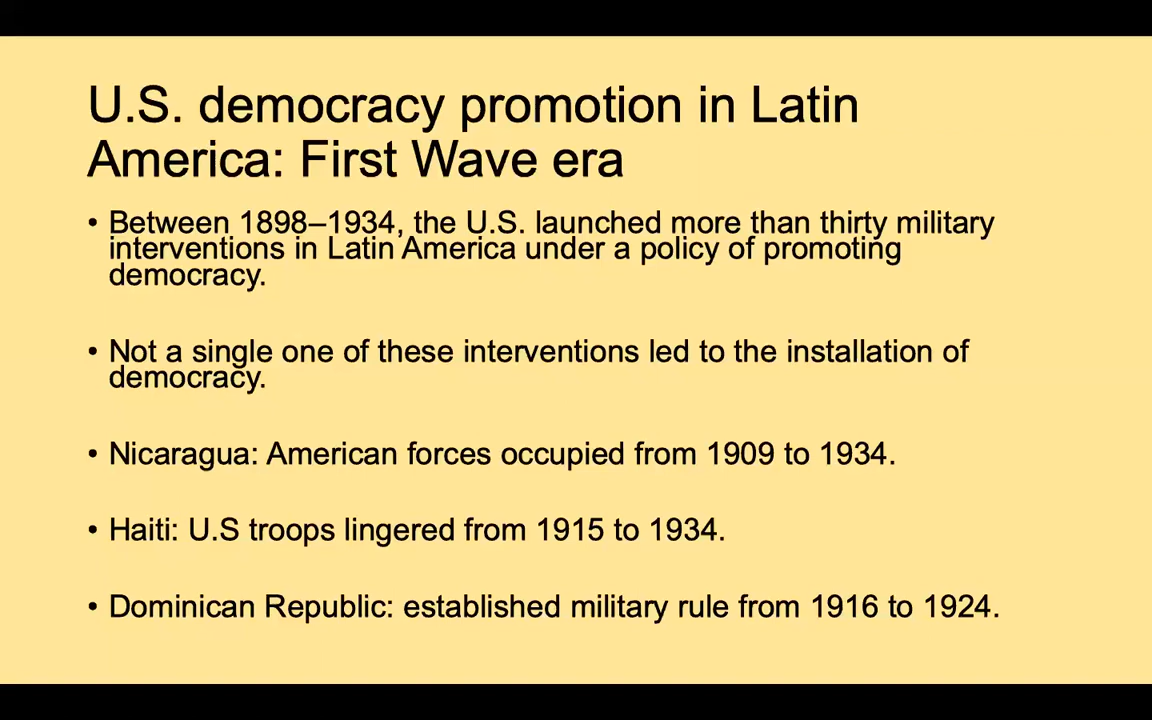 U.S. democracy promotion in Latin
America: First Wave era
• Between 1898–1934, the U.S. launched more than thirty military
interventions in Latin America under a policy of promoting
democracy.
• Not a single one of these interventions led to the installation of
democracy.
• Nicaragua: American forces occupied from 1909 to 1934.
• Haiti: U.S troops lingered from 1915 to 1934.
• Dominican Republic: established military rule from 1916 to 1924.